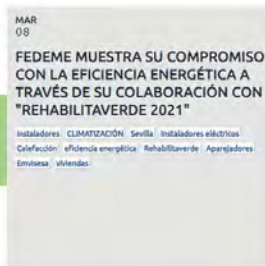 MAR
08
FEDEME MUESTRA SU COMPROMISO
CON LA EFICIENCIA ENERGÉTICA A
TRAVÉS DE SU COLABORACIÓN CON
"REHABILITAVERDE 2021"
Instaladores CLIMATIZACIÓN Sevilla Instaladores eléctricos
Calefacción eficiencia energética Rehabilitaverde Aparejadores
Emvisesa viviendas